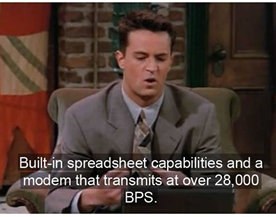 Built-in spreadsheet capabilities and a
modem that transmits at over 28,000
BPS.